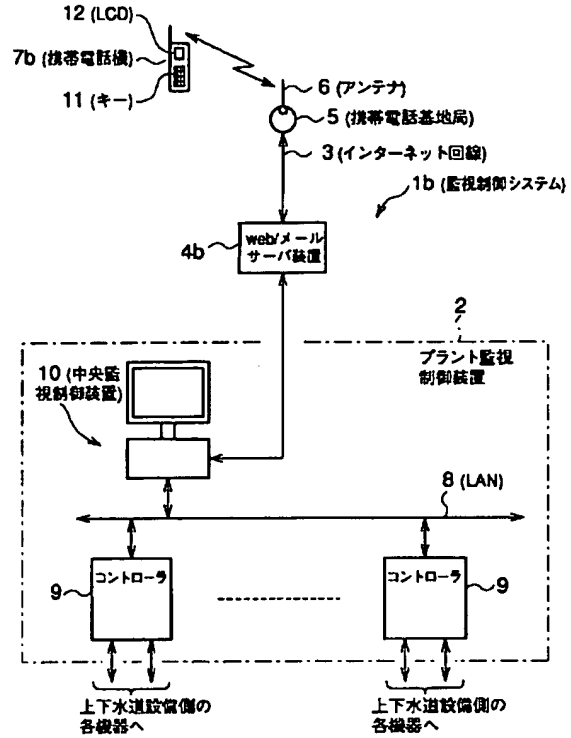 12 (LCD)
7b (携帯電話機)
11 (キー)
6 (アンテナ)
5 (携帯電話基地局)
3 (インターネット回線)
1b (監視制御システム)
web/メール
サーバ装置
4b
2
プラント監視
制御装置
10 (中央監
視制御装置)
8 (LAN)
コントローラ
9
コントローラ
9
上下水道設備側の
各機器へ
上下水道設備側の
各機器へ